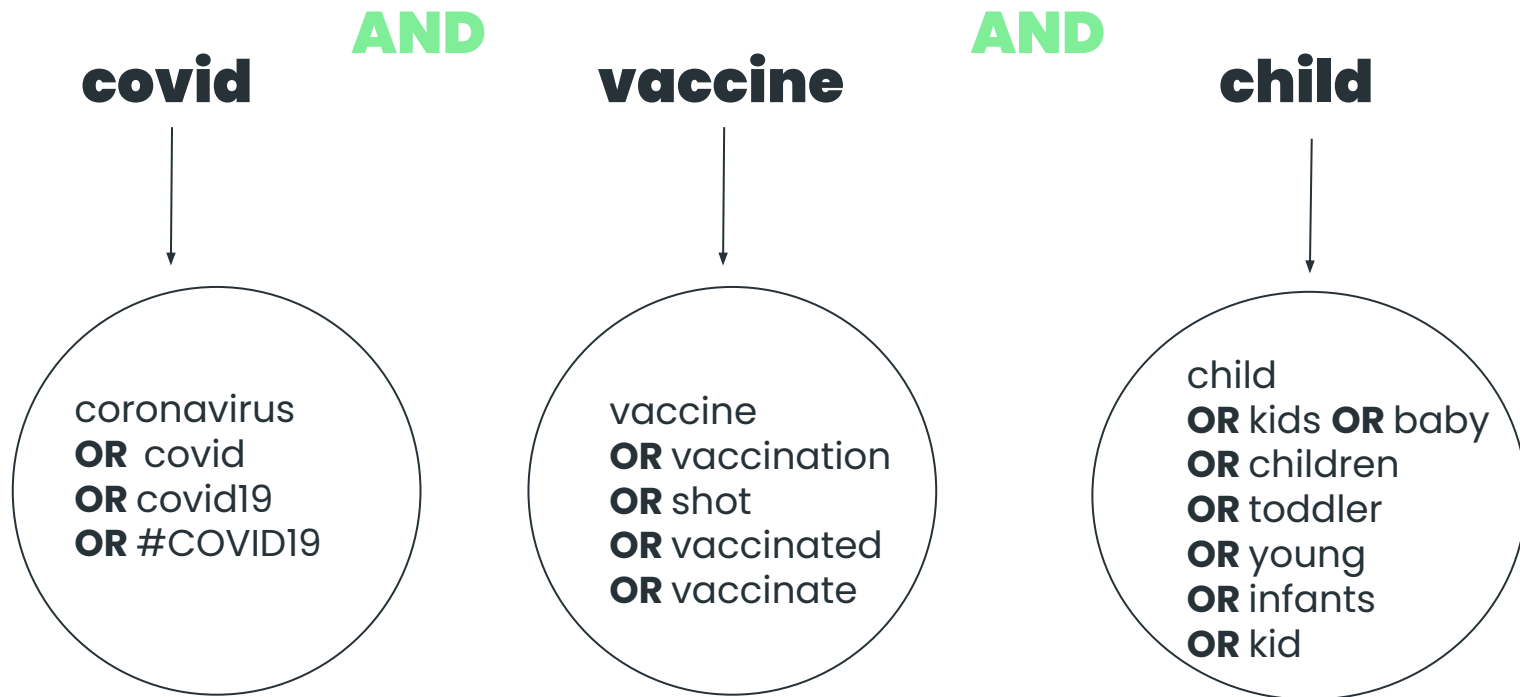 AND AND
covid vaccine child
coronavirus
OR covid
OR covid19
OR #COVID19
vaccine
OR vaccination
OR shot
OR vaccinated
OR vaccinate
child
OR kids OR baby
OR children
OR toddler
OR young
OR infants
OR kid